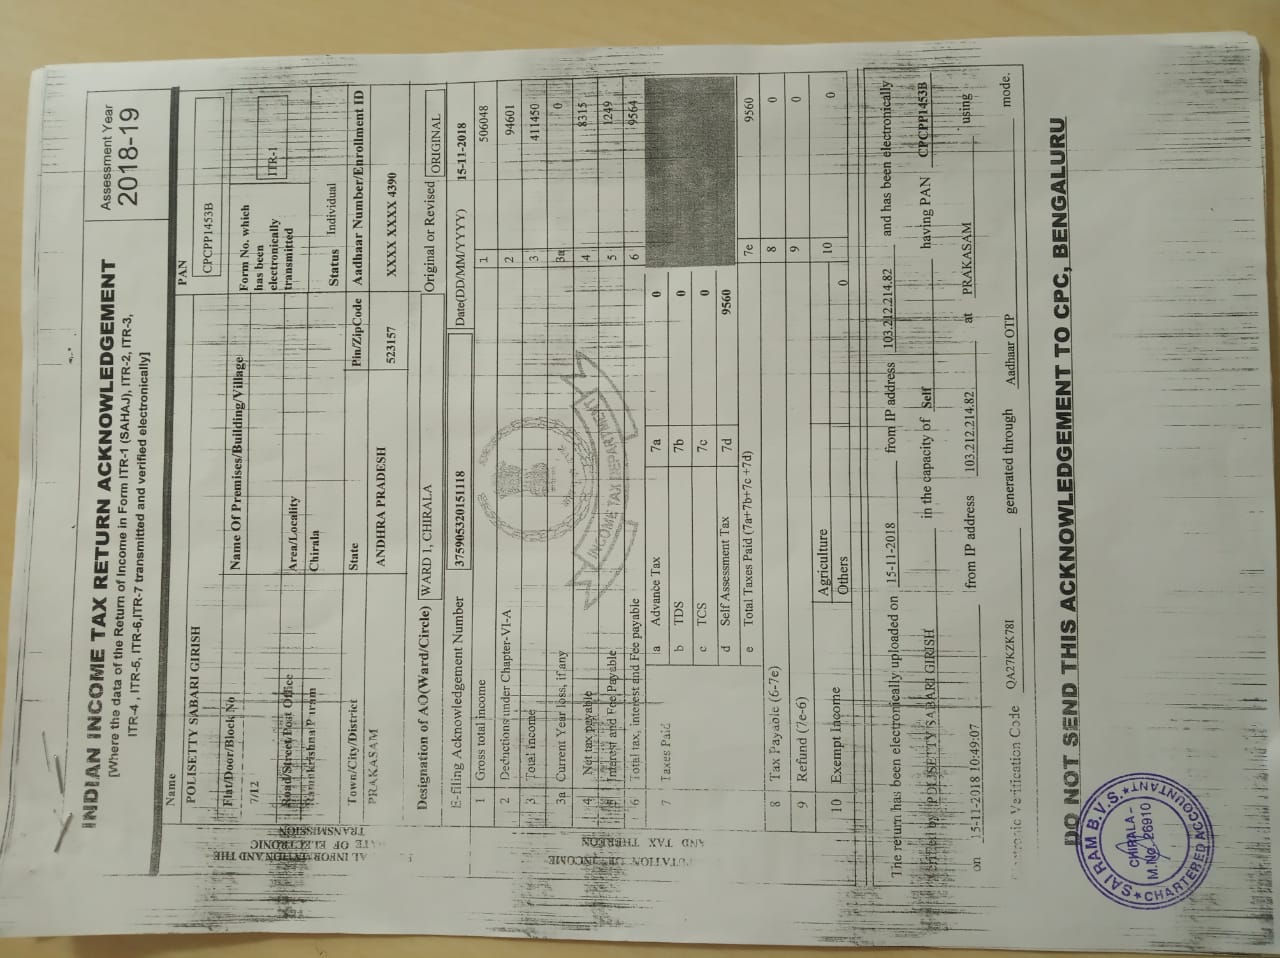 INDIAN INCOME TAX RETURN ACKNOWLEDGEMENT
[Where the data of the Return of Income in Form ITR-1 (SAHAJ), ITR-2, ITR-3,
ITR-4 , ITR-5, ITR-6,ITR-7 transmitted and verified electronically]
Assessment Year
2018-19
Name
POLISETTY SABARI GIRISH
PAN
CPCPP1453B
Flat/Door/Block No
7/12
Name Of Premises/Building/Village
Form No. which
has been
electronically
transmitted
ITR-1
Road/Street/Post Office
Ramkrishna Puram
Area/Locality
Chirala
Status Individual
Town/City/District
PRAKASAM
State
ANDHRA PRADESH
Pin/ZipCode
523157
Aadhaar Number/Enrollment ID
XXXX XXXX 4390
Designation of AO(Ward/Circle) WARD 1, CHIRALA
Original or Revised ORIGINAL
E-filing Acknowledgement Number 375905320151118 Date(DD/MM/YYYY) 15-11-2018
1 Gross total income 1 506048
2 Deductions under Chapter-VI-A 2 94601
3 Total income 3 411450
3a Current Year loss, if any 3a 0
4 Net tax payable 4 8315
5 Interest and Fee Payable 5 1249
6 Total tax, interest and Fee payable 6 9564
7 Taxes Paid
a Advance Tax 7a 0
b TDS 7b 0
c TCS 7c 0
d Self Assessment Tax 7d 9560
e Total Taxes Paid (7a+7b+7c +7d) 7e 9560
8 Tax Payable (6-7e) 8 0
9 Refund (7e-6) 9 0
10 Exempt Income
Agriculture
Others 0
10 0
AND THE
DATE OF ELECTRONIC
TRANSMISSION
OF INCOME
AND TAX THEREON
INCOME TAX DEPARTMENT
The return has been electronically uploaded on 15-11-2018 from IP address 103.212.214.82 and has been electronically
verified by POLISETTY SABARI GIRISH in the capacity of Self having PAN CPCPP1453B
on 15-11-2018 10:49:07 from IP address 103.212.214.82 at PRAKASAM using
Electronic Verification Code QA27KZK78I generated through Aadhaar OTP mode.
DO NOT SEND THIS ACKNOWLEDGEMENT TO CPC, BENGALURU
SAI RAM B.V.S.
CHIRALA -
M.No. 26910
CHARTERED ACCOUNTANT